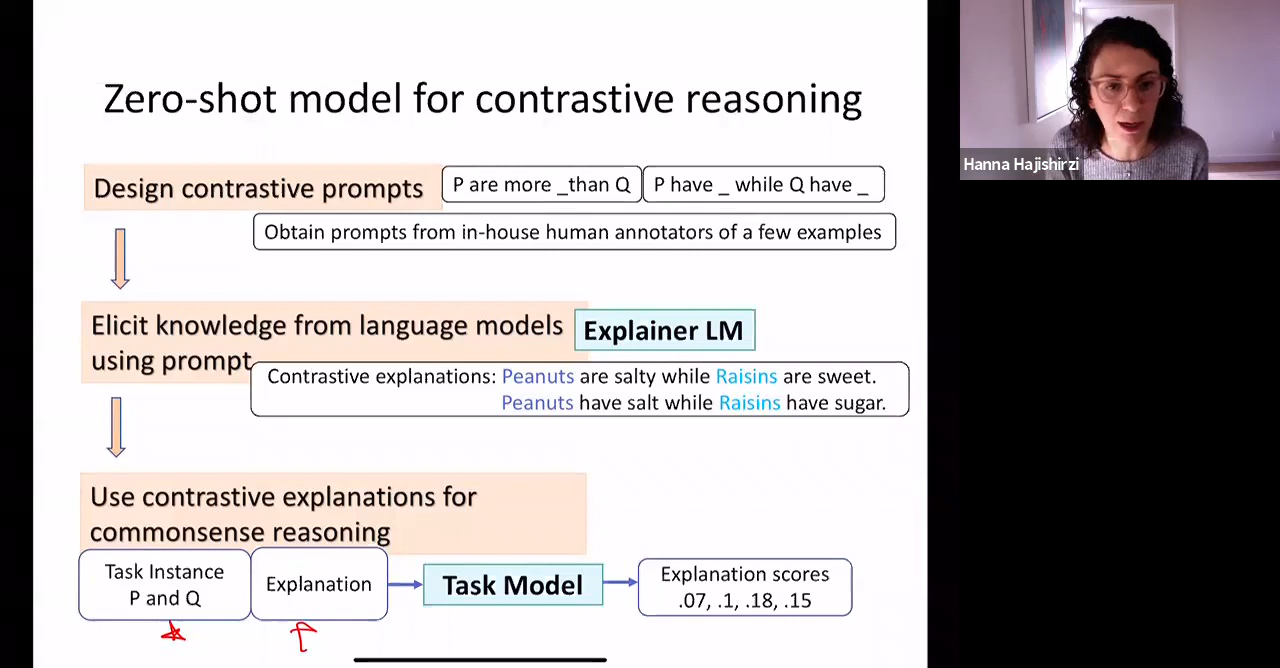 Zero-shot model for contrastive reasoning
Hanna Hajishirzi
Design contrastive prompts
P are more _than Q
P have _ while Q have _
Obtain prompts from in-house human annotators of a few examples
Elicit knowledge from language models
using prompt
Explainer LM
Contrastive explanations: Peanuts are salty while Raisins are sweet.
Peanuts have salt while Raisins have sugar.
Use contrastive explanations for
commonsense reasoning
Task Instance
P and Q
Explanation
Task Model
Explanation scores
.07, .1, .18, .15